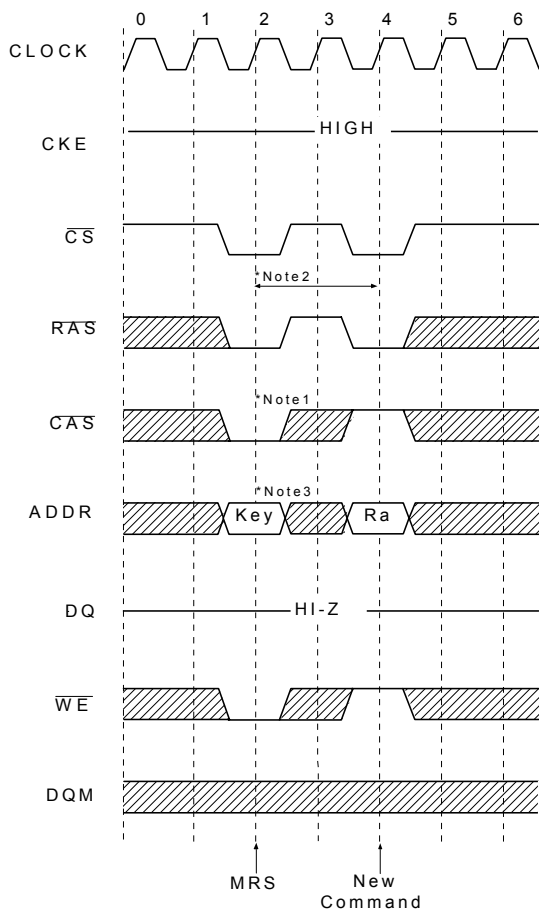 0 1 2 3 4 5 6
CLOCK
HIGH
CKE
CS
*Note2
RAS
*Note1
CAS
*Note3
ADDR Key Ra
DQ HI-Z
WE
DQM
MRS New
Command